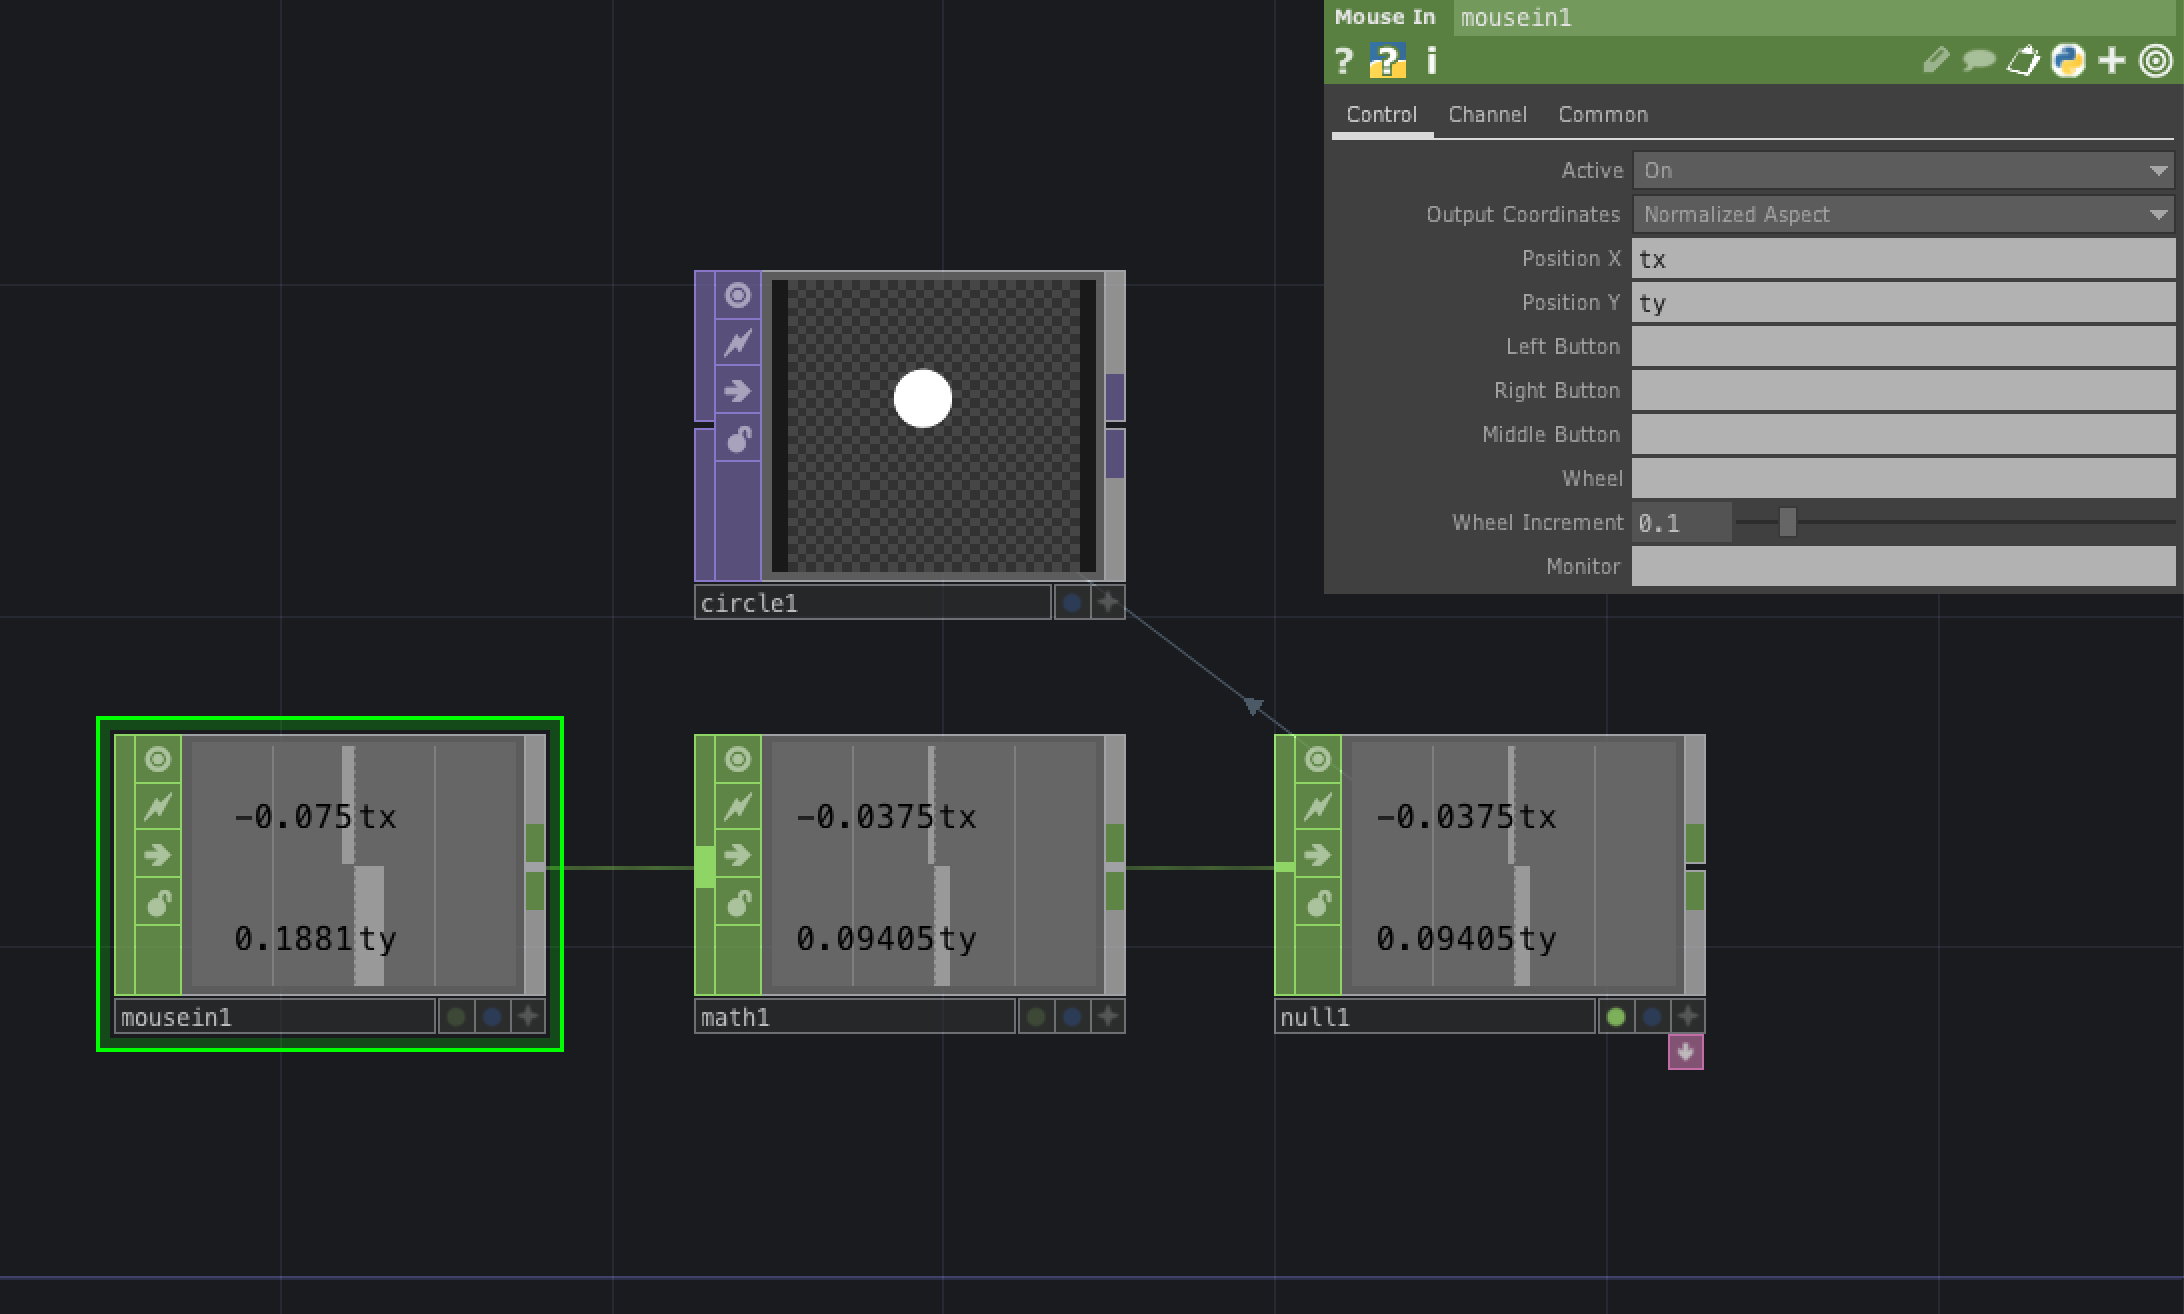 Mouse In mousein1
? ? i
Control Channel Common
Active On
Output Coordinates Normalized Aspect
Position X tx
Position Y ty
Left Button
Right Button
Middle Button
Wheel
Wheel Increment 0.1
Monitor
circle1
-0.075 tx
0.1881 ty
mousein1
-0.0375 tx
0.09405 ty
math1
-0.0375 tx
0.09405 ty
null1